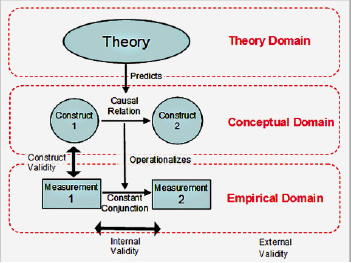 Theory
Theory Domain
Predicts
Causal
Relation
Construct
1
Construct
2
Conceptual Domain
Construct
Validity
Operationalizes
Measurement
1
Constant
Conjunction
Measurement
2
Empirical Domain
Internal
Validity
External
Validity